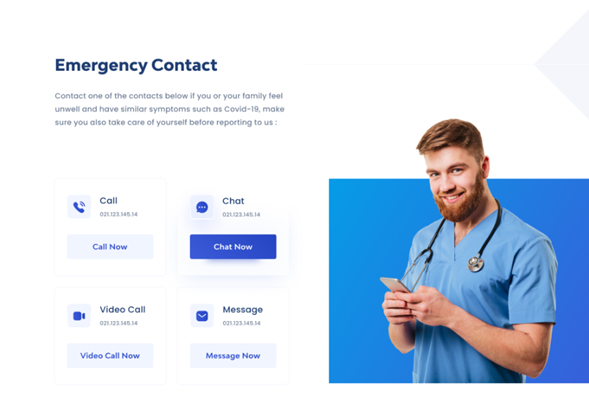 Emergency Contact
Contact one of the contacts below if you or your family feel
unwell and have similar symptoms such as Covid-19, make
sure you also take care of yourself before reporting to us :
Call
021.123.145.14
Call Now
Chat
021.123.145.14
Chat Now
Video Call
021.123.145.14
Video Call Now
Message
021.123.145.14
Message Now